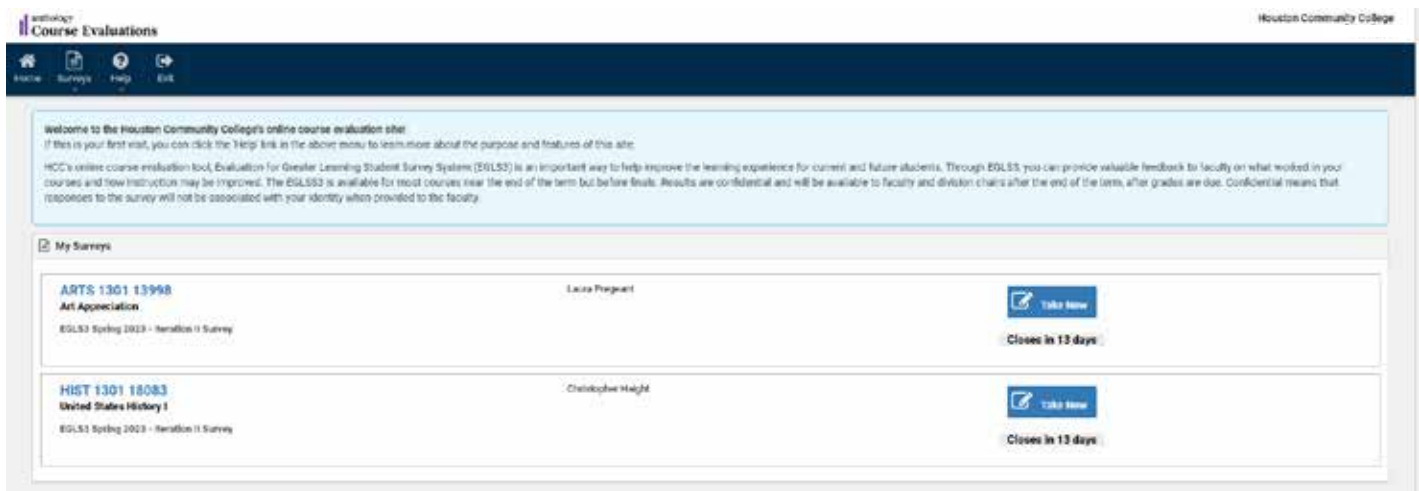 anthology
Course Evaluations
Houston Community College
Home Surveys Help Exit
Welcome to the Houston Community College's online course evaluation site!
If this is your first visit, you can click the 'Help' link in the above menu to learn more about the purpose and features of this site.
HCC's online course evaluation tool, Evaluation for Greater Learning Student Survey System (EGLS3) is an important way to help improve the learning experience for current and future students. Through EGLS3, you can provide valuable feedback to faculty on what worked in your
courses and how instruction may be improved. The EGLS3 is available for most courses near the end of the term but before finals. Results are confidential and will be available to faculty and division chairs after the end of the term, after grades are due. Confidential means that
responses to the survey will not be associated with your identity when provided to the faculty.
My Surveys
ARTS 1301 13998
Laura Pregeant
Take Now
Art Appreciation
EGLS3 Spring 2023 - Iteration II Survey
Closes in 13 days
HIST 1301 18083
Christopher Haight
Take Now
United States History I
EGLS3 Spring 2023 - Iteration II Survey
Closes in 13 days